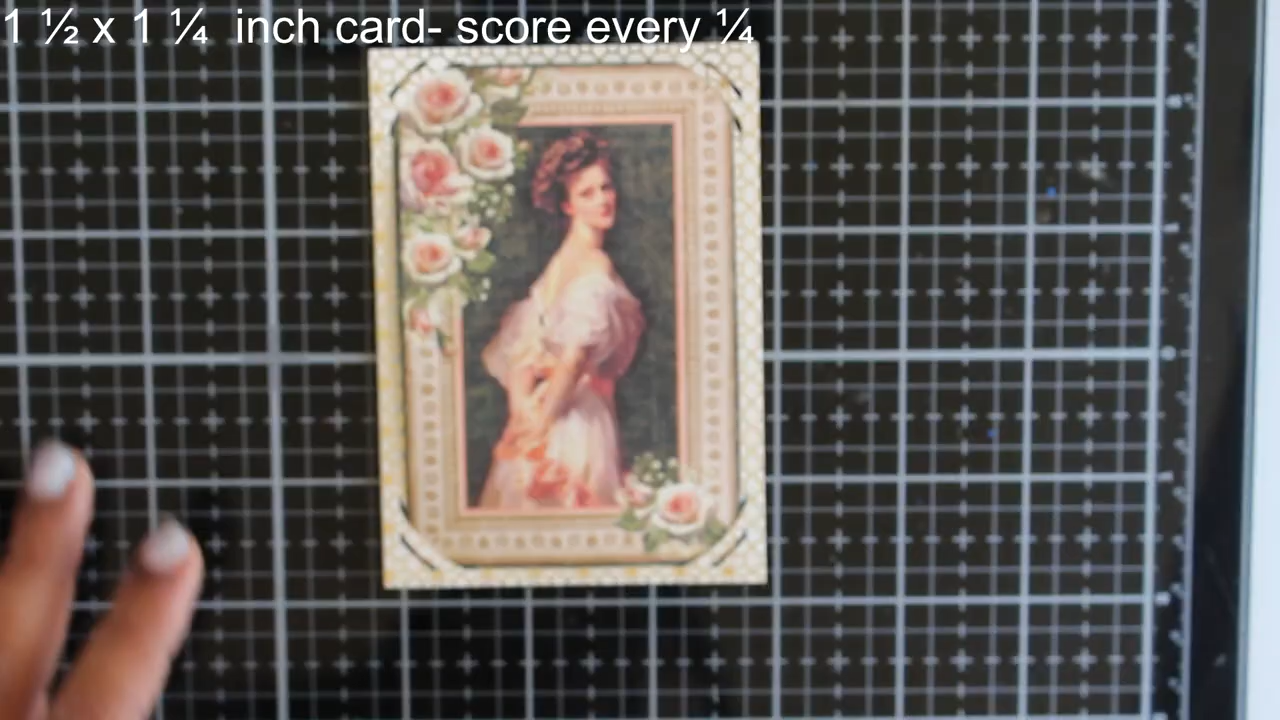 1 ½ x 1 ¼  inch card- score every ¼